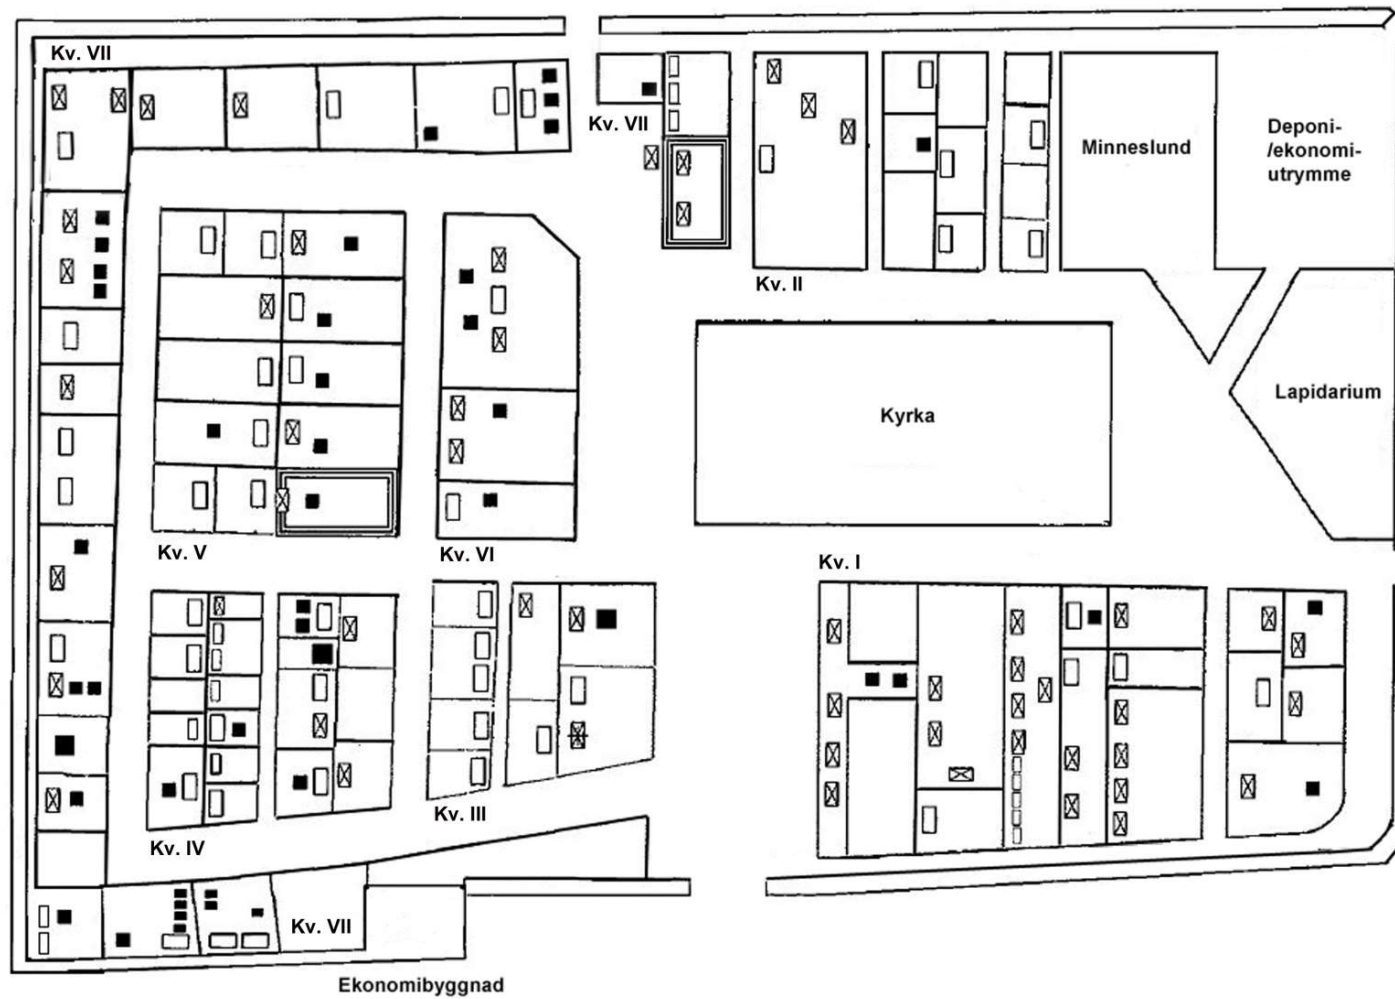 Kv. VII
Kv. VII
Minneslund
Deponi-
/ekonomi-
utrymme
Kv. II
Lapidarium
Kyrka
Kv. V
Kv. VI
Kv. I
Kv. III
Kv. IV
Kv. VII
Ekonomibyggnad